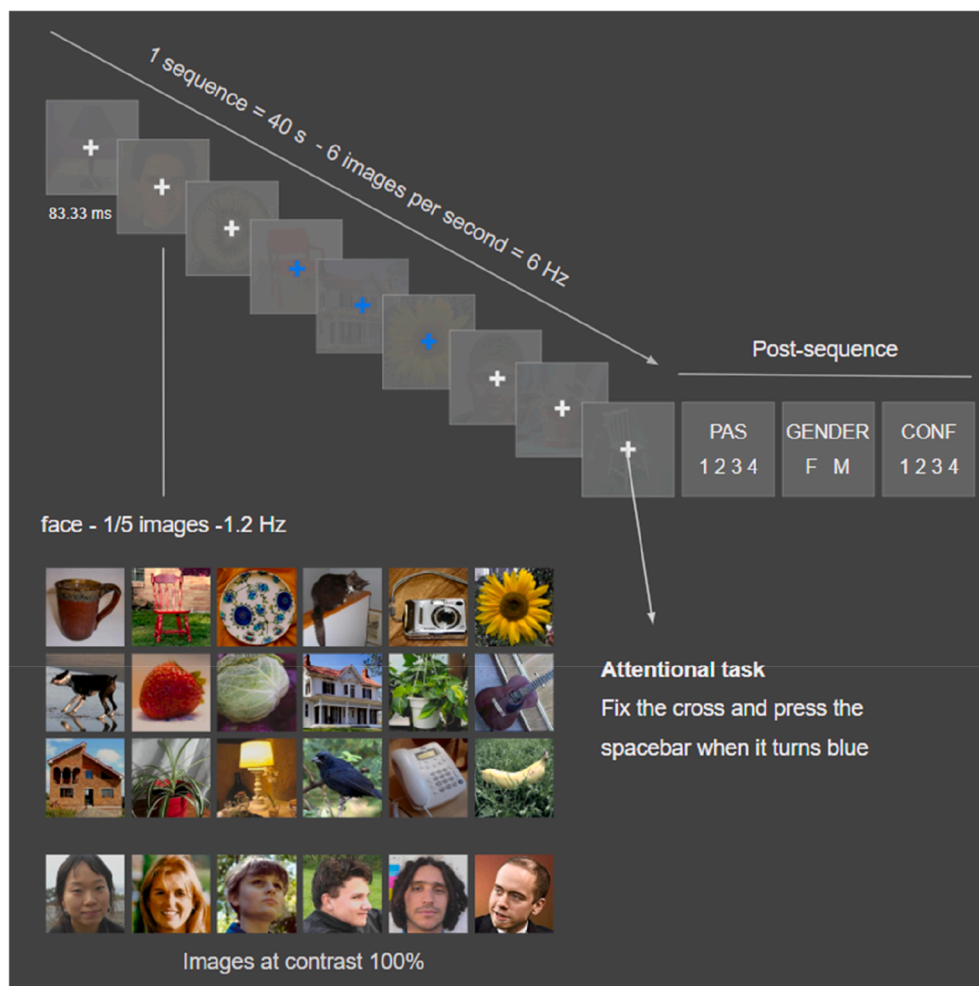 1 sequence = 40 s - 6 images per second = 6 Hz
83.33 ms
Post-sequence
PAS
1 2 3 4
GENDER
F M
CONF
1 2 3 4
face - 1/5 images -1.2 Hz
Attentional task
Fix the cross and press the
spacebar when it turns blue
Images at contrast 100%